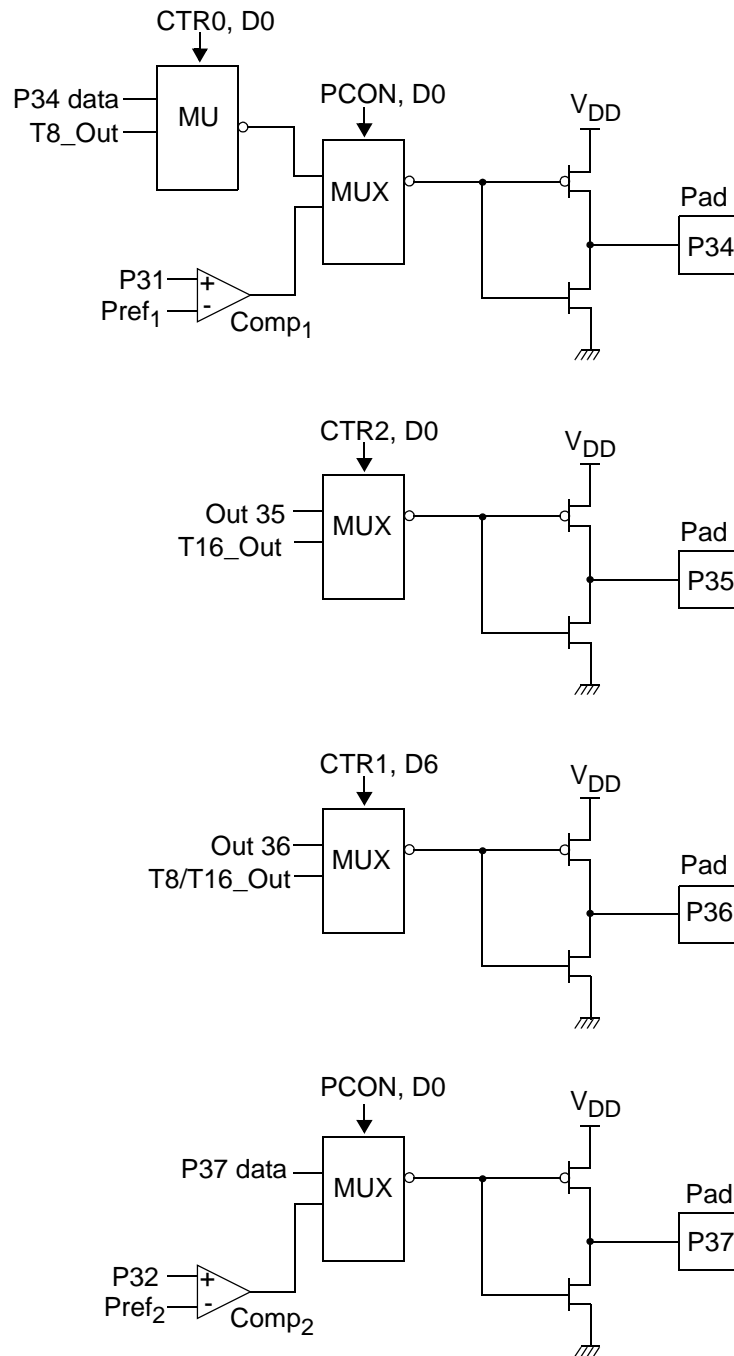 CTR0, D0
P34 data
T8_Out
MU
PCON, D0
MUX
VDD
Pad
P34
P31
Pref1
+
-
Comp1
CTR2, D0
Out 35
T16_Out
MUX
VDD
Pad
P35
CTR1, D6
Out 36
T8/T16_Out
MUX
VDD
Pad
P36
PCON, D0
P37 data
MUX
VDD
Pad
P37
P32
Pref2
+
-
Comp2